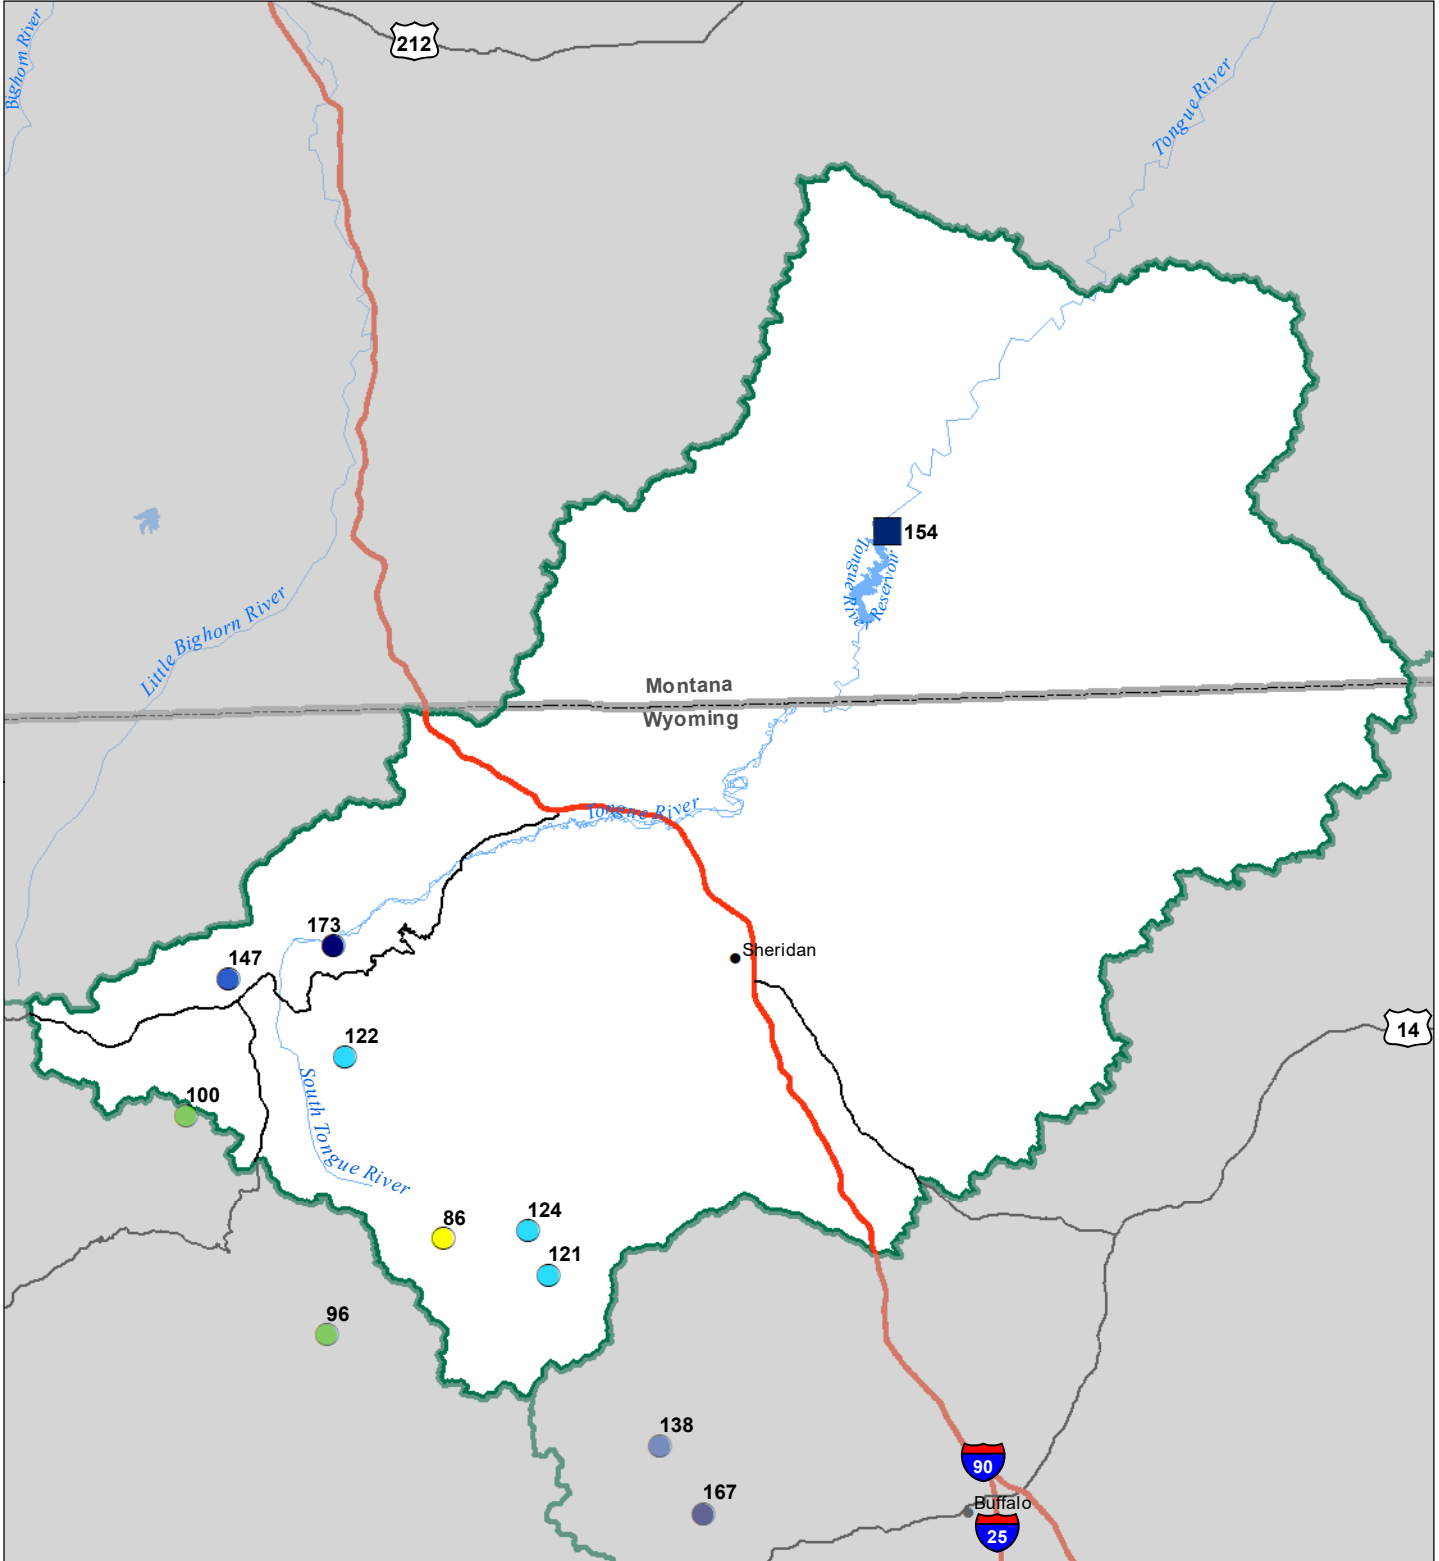 Bighorn River
212
Tongue River
154
Tongue River
Reservoir
Little Bighorn River
Montana
Wyoming
Tongue River
173
Sheridan
147
14
122
100
South Tongue River
86
124
121
96
138
90
167
Buffalo
25